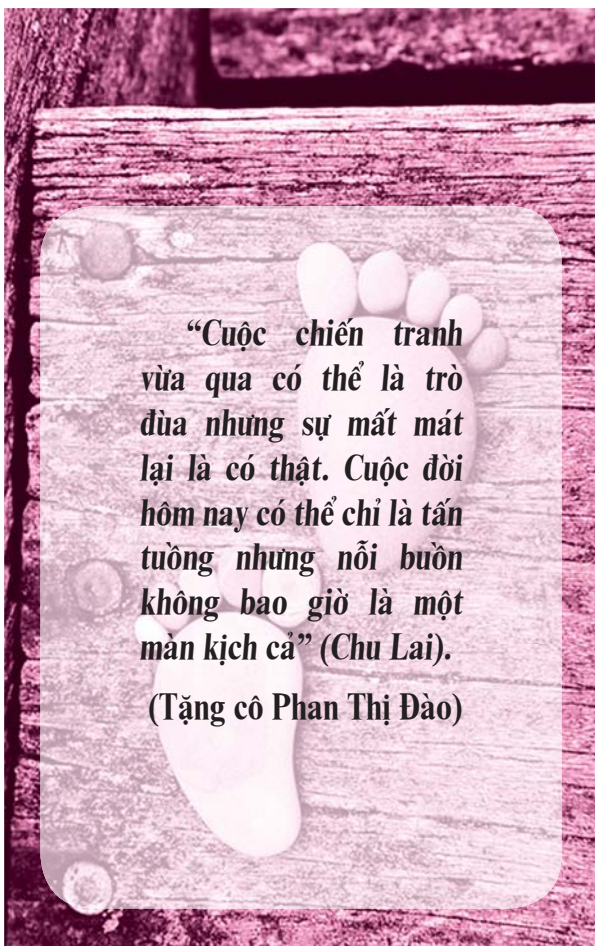 “Cuộc chiến tranh
vừa qua có thể là trò
đùa nhưng sự mất mát
lại là có thật. Cuộc đời
hôm nay có thể chỉ là tấn
tuồng nhưng nỗi buồn
không bao giờ là một
màn kịch cả” (Chu Lai).
(Tặng cô Phan Thị Đào)